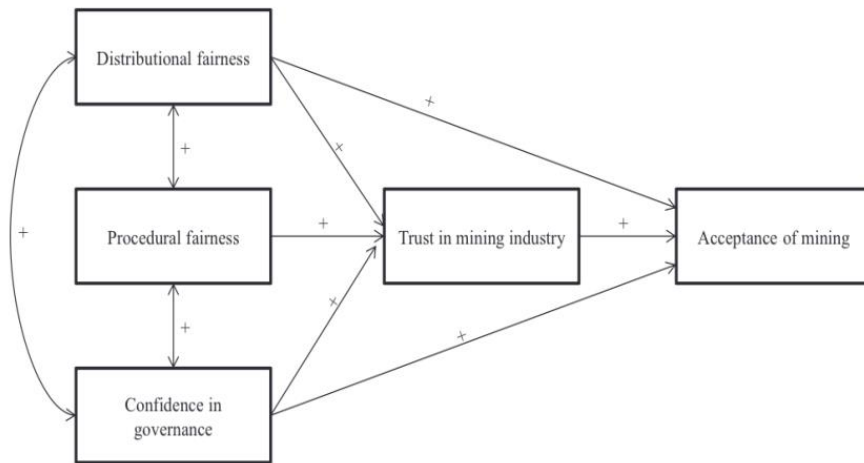 Distributional fairness
+
+
+
Procedural fairness
+
Trust in mining industry
+
Acceptance of mining
+
+
+
+
Confidence in
governance